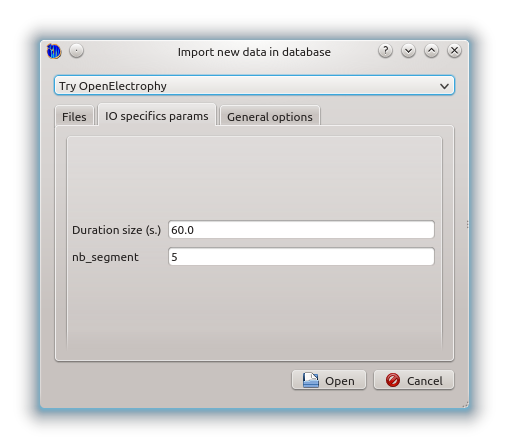 Import new data in database
?
Try OpenElectrophy
Files IO specifics params General options
Duration size (s.) 60.0
nb_segment 5
Open Cancel